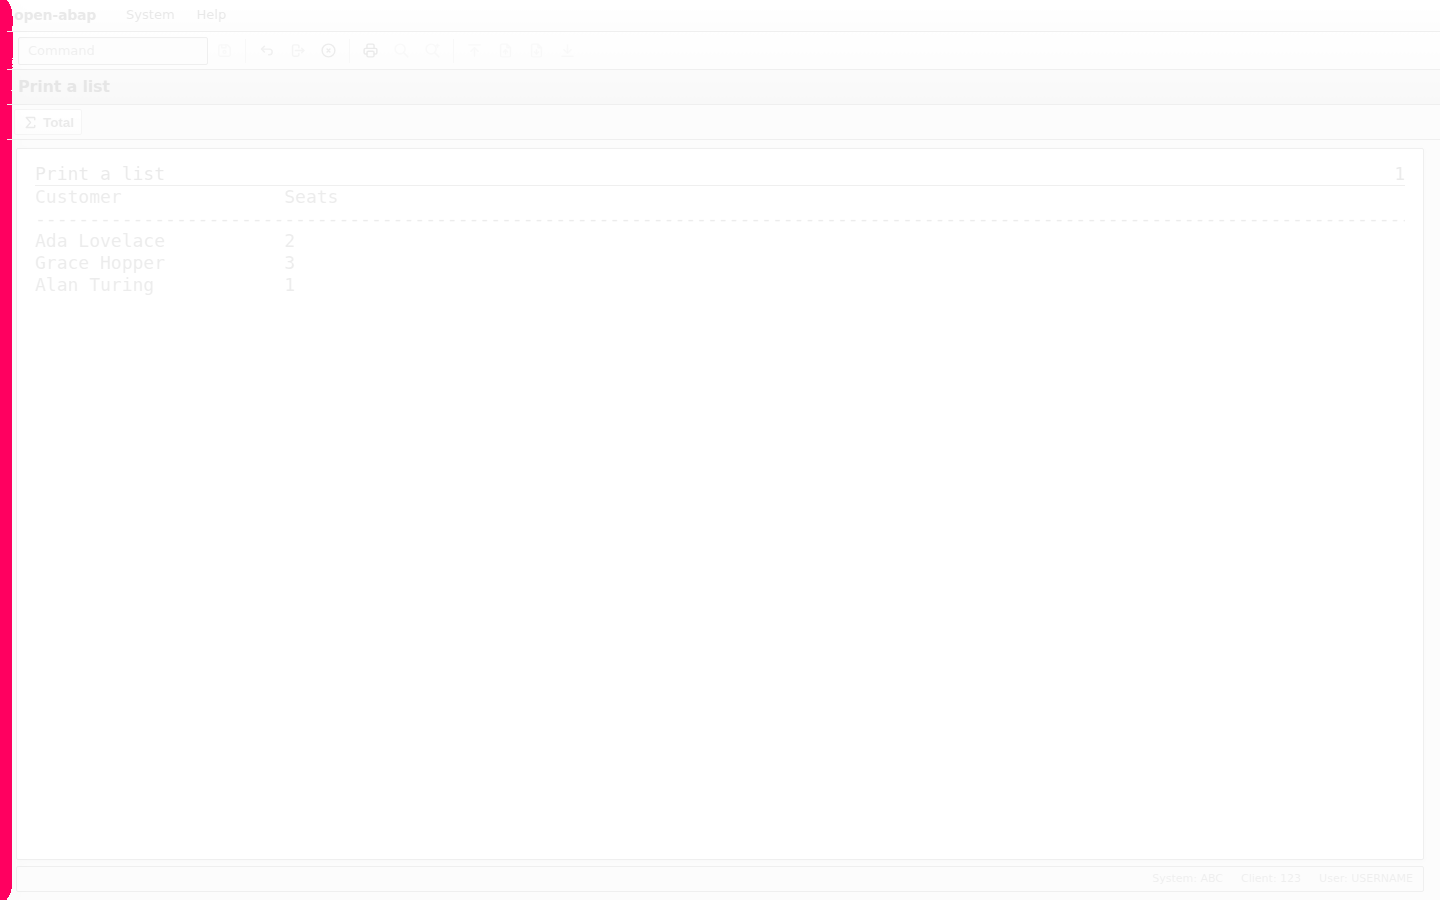 open-abap System Help
Command
Print a list
Σ Total
Print a list 1
Customer Seats
Ada Lovelace 2
Grace Hopper 3
Alan Turing 1
System: ABC Client: 123 User: USERNAME